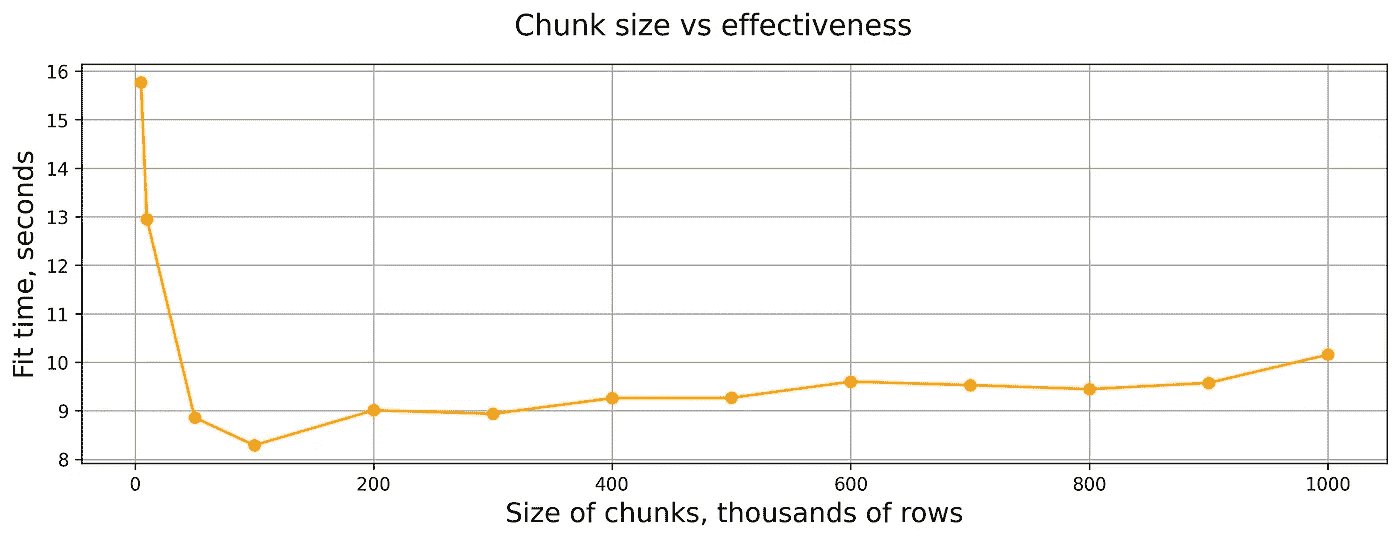 Chunk size vs effectiveness
Fit time, seconds
16
15
14
13
12
11
10
9
8
0 200 400 600 800 1000
Size of chunks, thousands of rows